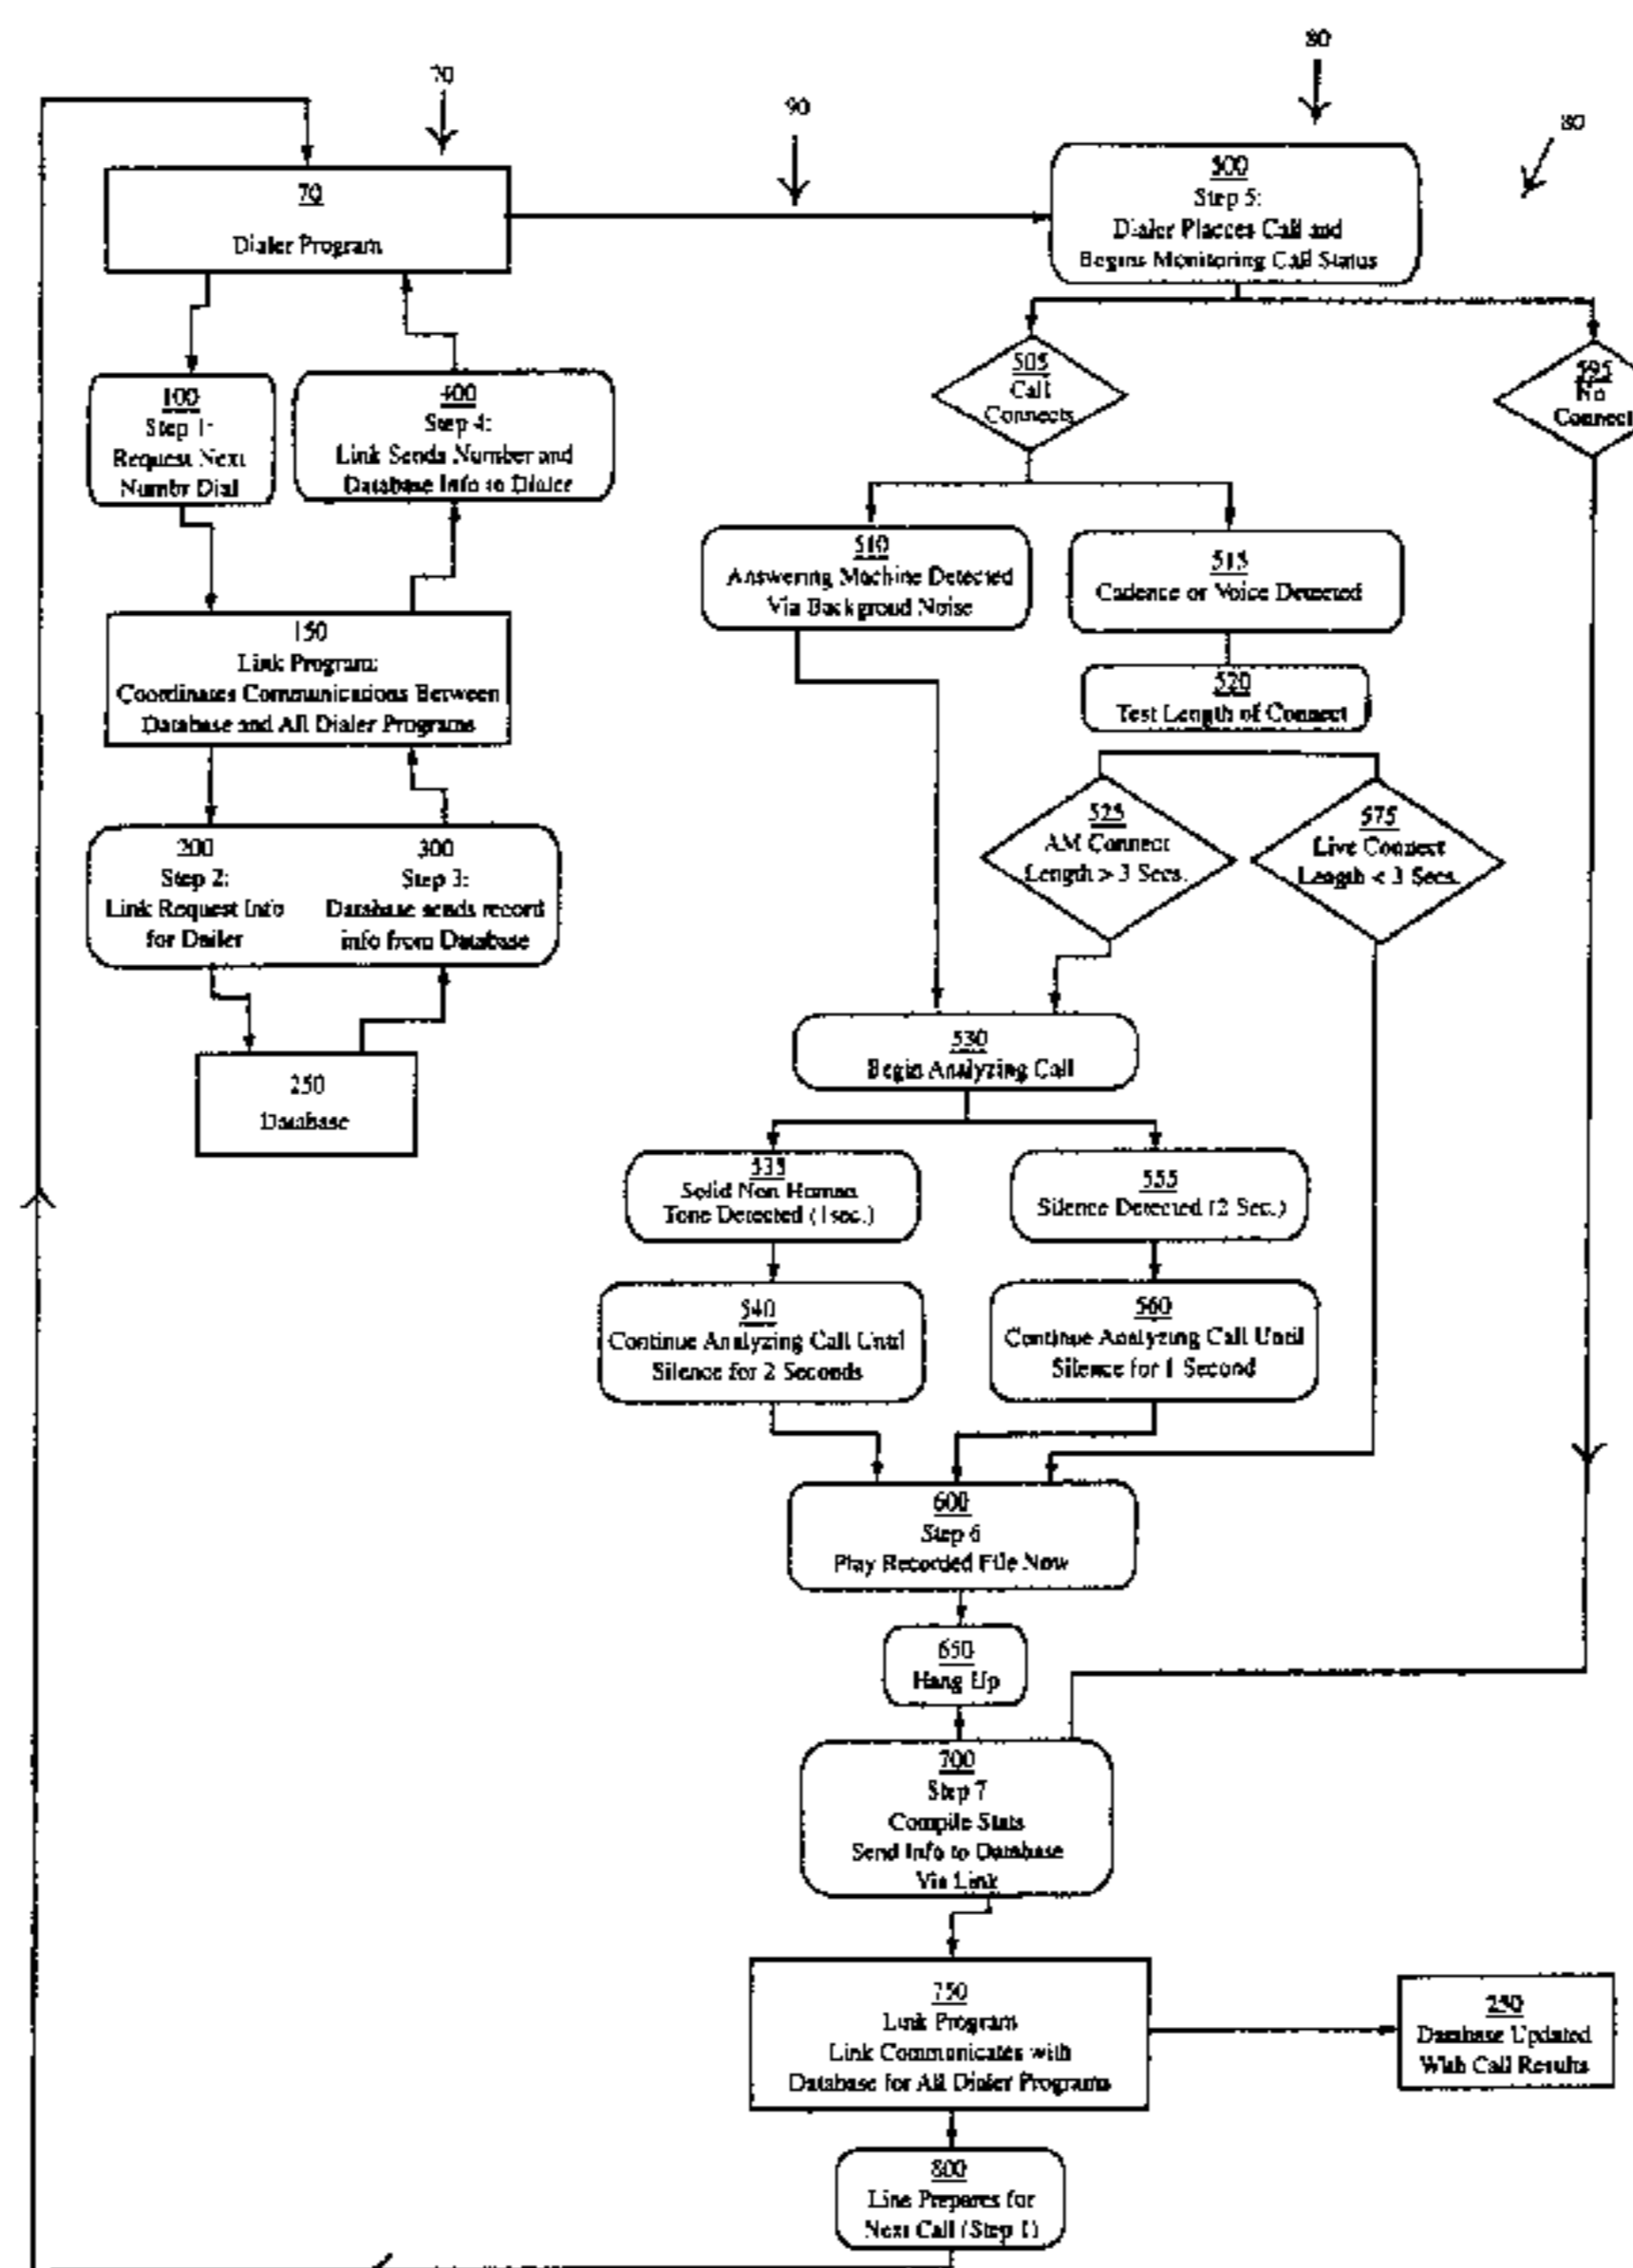 80
70
90
80
70
Dialer Program
500
Step 5:
Dialer Placces Call and
Begins Monitoring Call Status
100
Step 1:
Request Next
Numbr Dial
400
Step 4:
Link Sends Number and
Database Info to Dialer
505
Call
Connects
595
No
Connect
510
Answering Machine Detected
Via Backgroud Noise
515
Cadence or Voice Detected
150
Link Program:
Coordinates Communications Between
Database and All Dialer Programs
520
Test Length of Connect
525
AM Connect
Length > 3 Secs.
575
Live Connect
Length < 3 Secs.
200
Step 2:
Link Request Info
for Dailer
300
Step 3:
Database sends record
info from Database
250
Database
530
Begin Analyzing Call
535
Solid Non Human
Tone Detected (1sec.)
555
Silence Detected (2 Sec.)
540
Continue Analyzing Call Until
Silence for 2 Seconds
560
Continue Analyzing Call Until
Silence for 1 Second
600
Step 6
Play Recorded File Now
650
Hang Up
700
Step 7
Compile Stats
Send Info to Database
Via Link
750
Link Program
Link Communicates with
Database for All Dialer Programs
250
Database Updated
With Call Results
800
Line Prepares for
Next Call (Step 1)